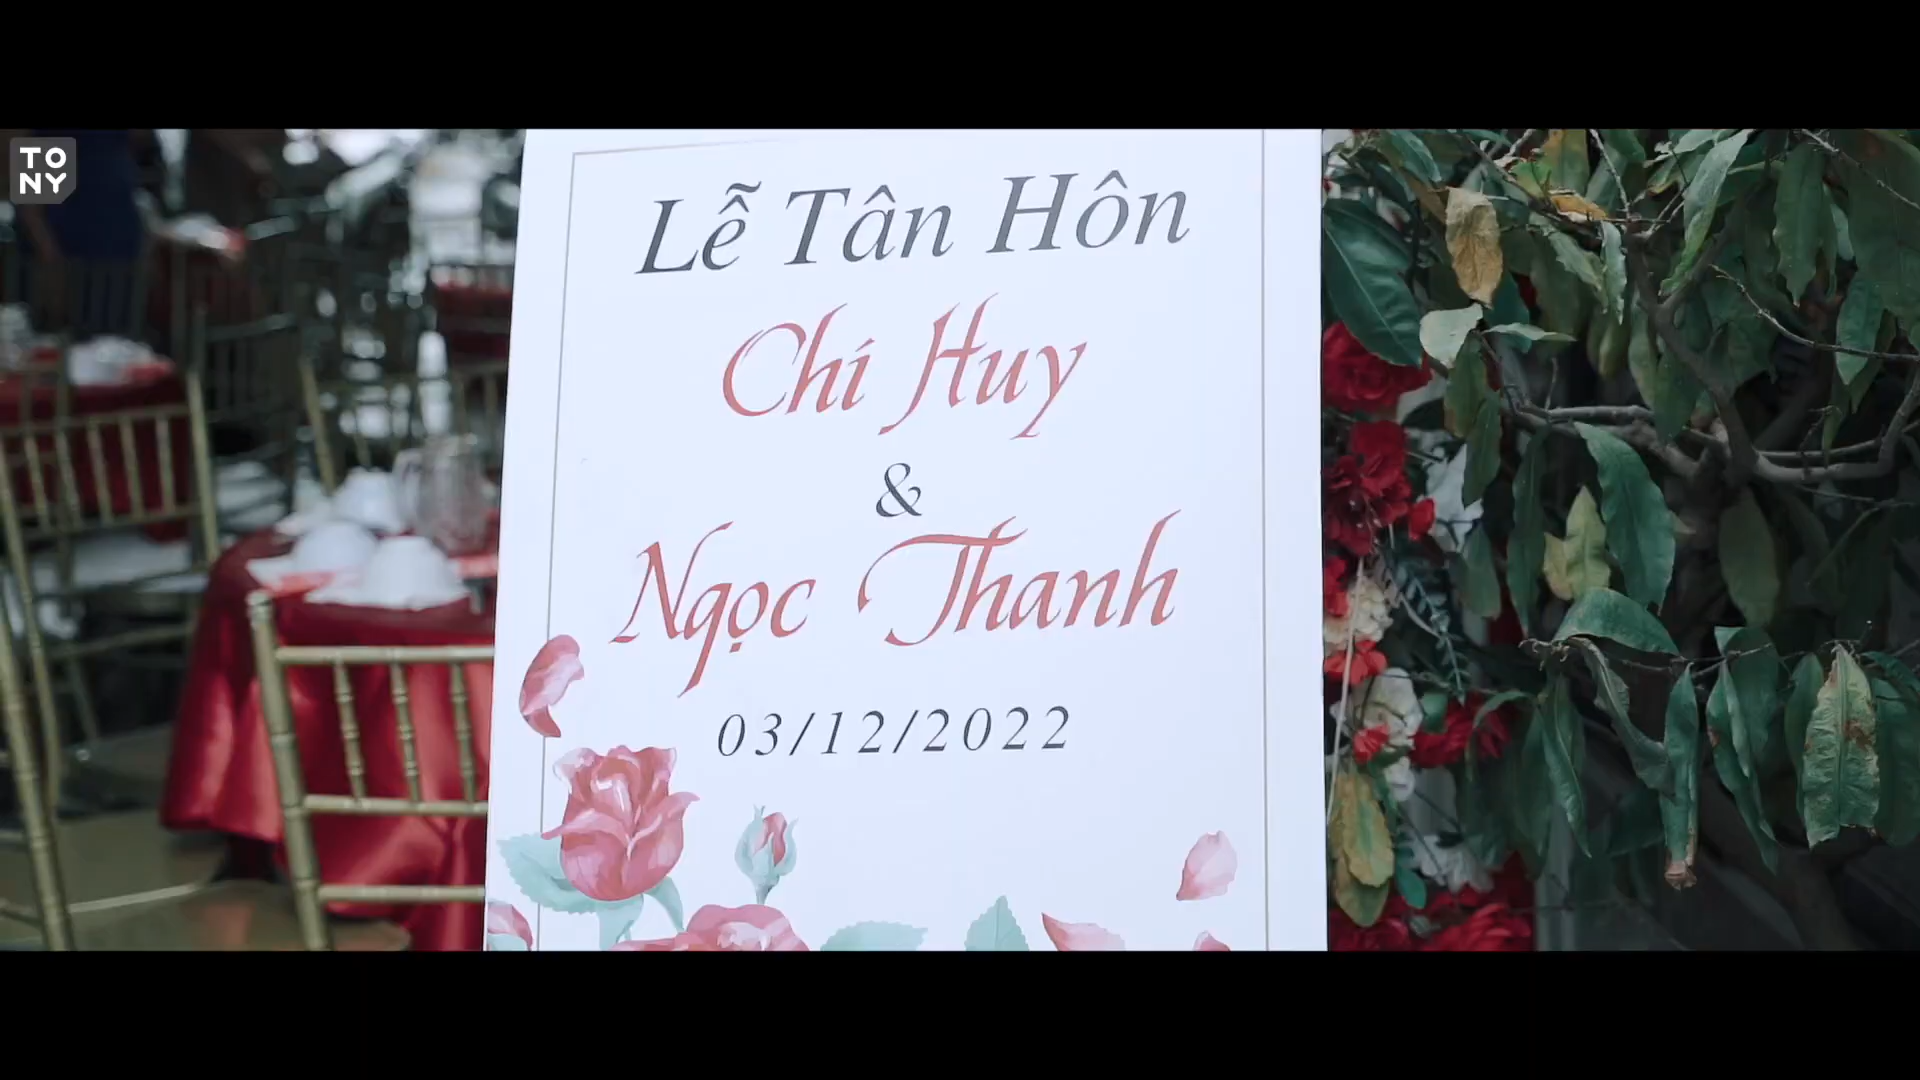 TO
NY
Lễ Tân Hôn
Chí Huy
&
Ngọc Thanh
03/12/2022